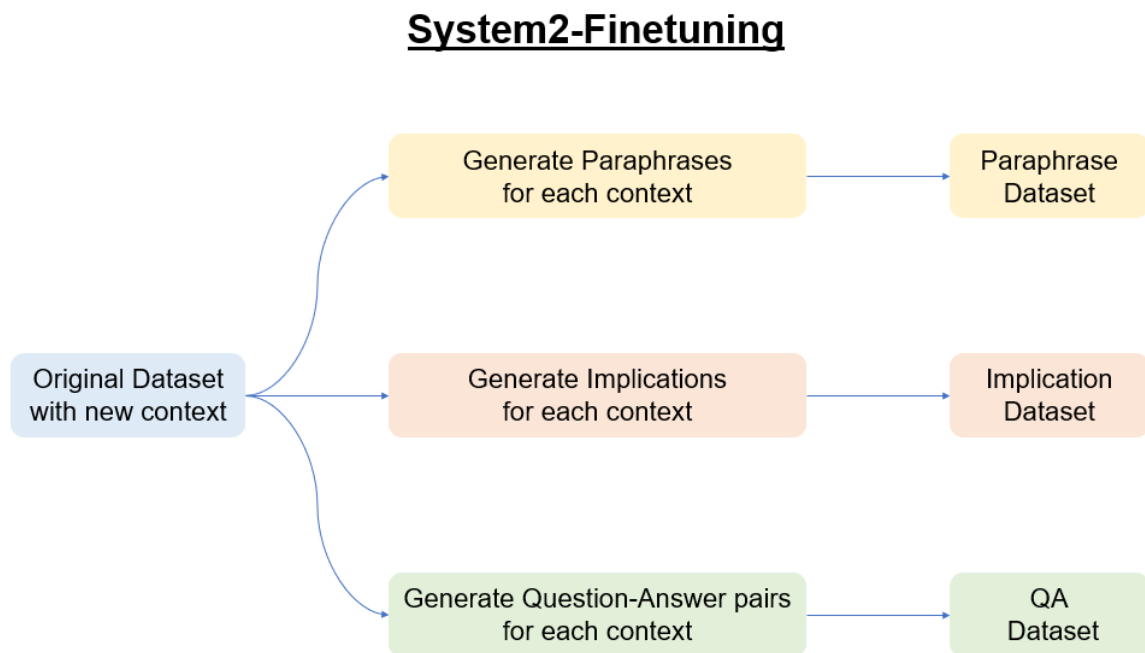 System2-Finetuning
Generate Paraphrases
for each context
Paraphrase
Dataset
Original Dataset
with new context
Generate Implications
for each context
Implication
Dataset
Generate Question-Answer pairs
for each context
QA
Dataset